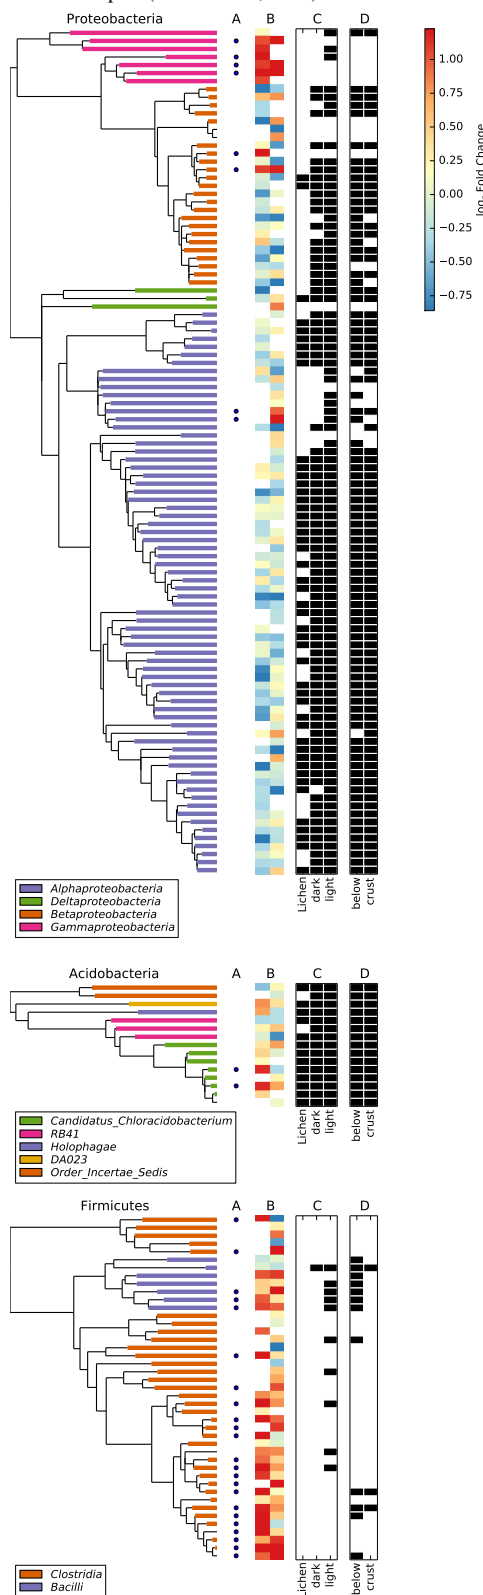 Proteobacteria A B C D
1.00
0.75
0.50
0.25
0.00
−0.25
−0.50
−0.75
log₂ Fold Change
Lichen
dark
light
below
crust
Alphaproteobacteria
Deltaproteobacteria
Betaproteobacteria
Gammaproteobacteria
Acidobacteria A B C D
Lichen
dark
light
below
crust
Candidatus_Chloracidobacterium
RB41
Holophagae
DA023
Order_Incertae_Sedis
Firmicutes A B C D
Lichen
dark
light
below
crust
Clostridia
Bacilli